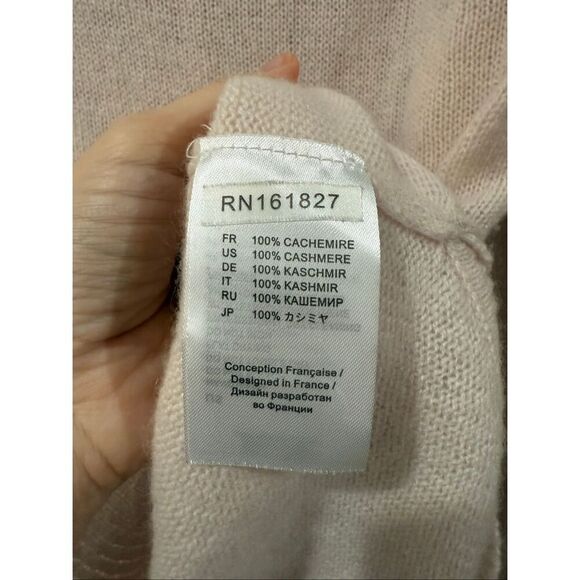 RN161827
FR 100% CACHEMIRE
US 100% CASHMERE
DE 100% KASCHMIR
IT 100% KASHMIR
RU 100% КАШЕМИР
JP 100% カシミヤ
Conception Française /
Designed in France /
Дизайн разработан
во Франции